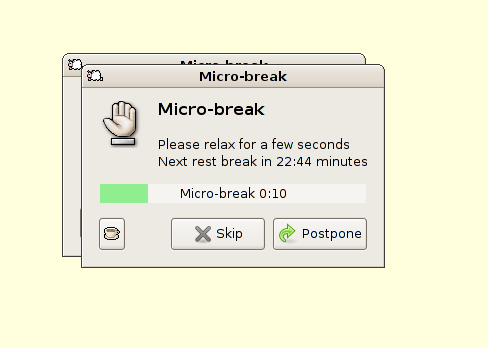 Micro-break
Micro-break
Micro-break
Please relax for a few seconds
Next rest break in 22:44 minutes
Micro-break 0:10
Skip
Postpone